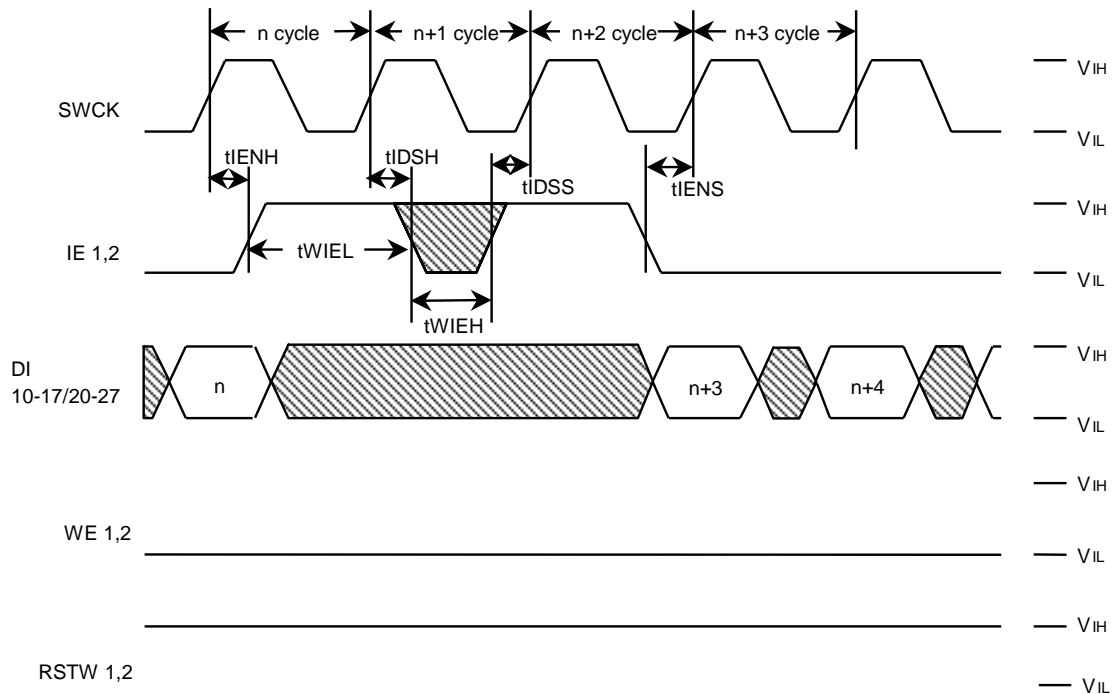 n cycle n+1 cycle n+2 cycle n+3 cycle
VIH
SWCK
VIL
tIENH tIDSH tIDSS tIENS
VIH
IE 1,2 tWIEL
VIL
tWIEH
VIH
DI
10-17/20-27 n n+3 n+4
VIL
VIH
WE 1,2
VIL
VIH
RSTW 1,2
VIL